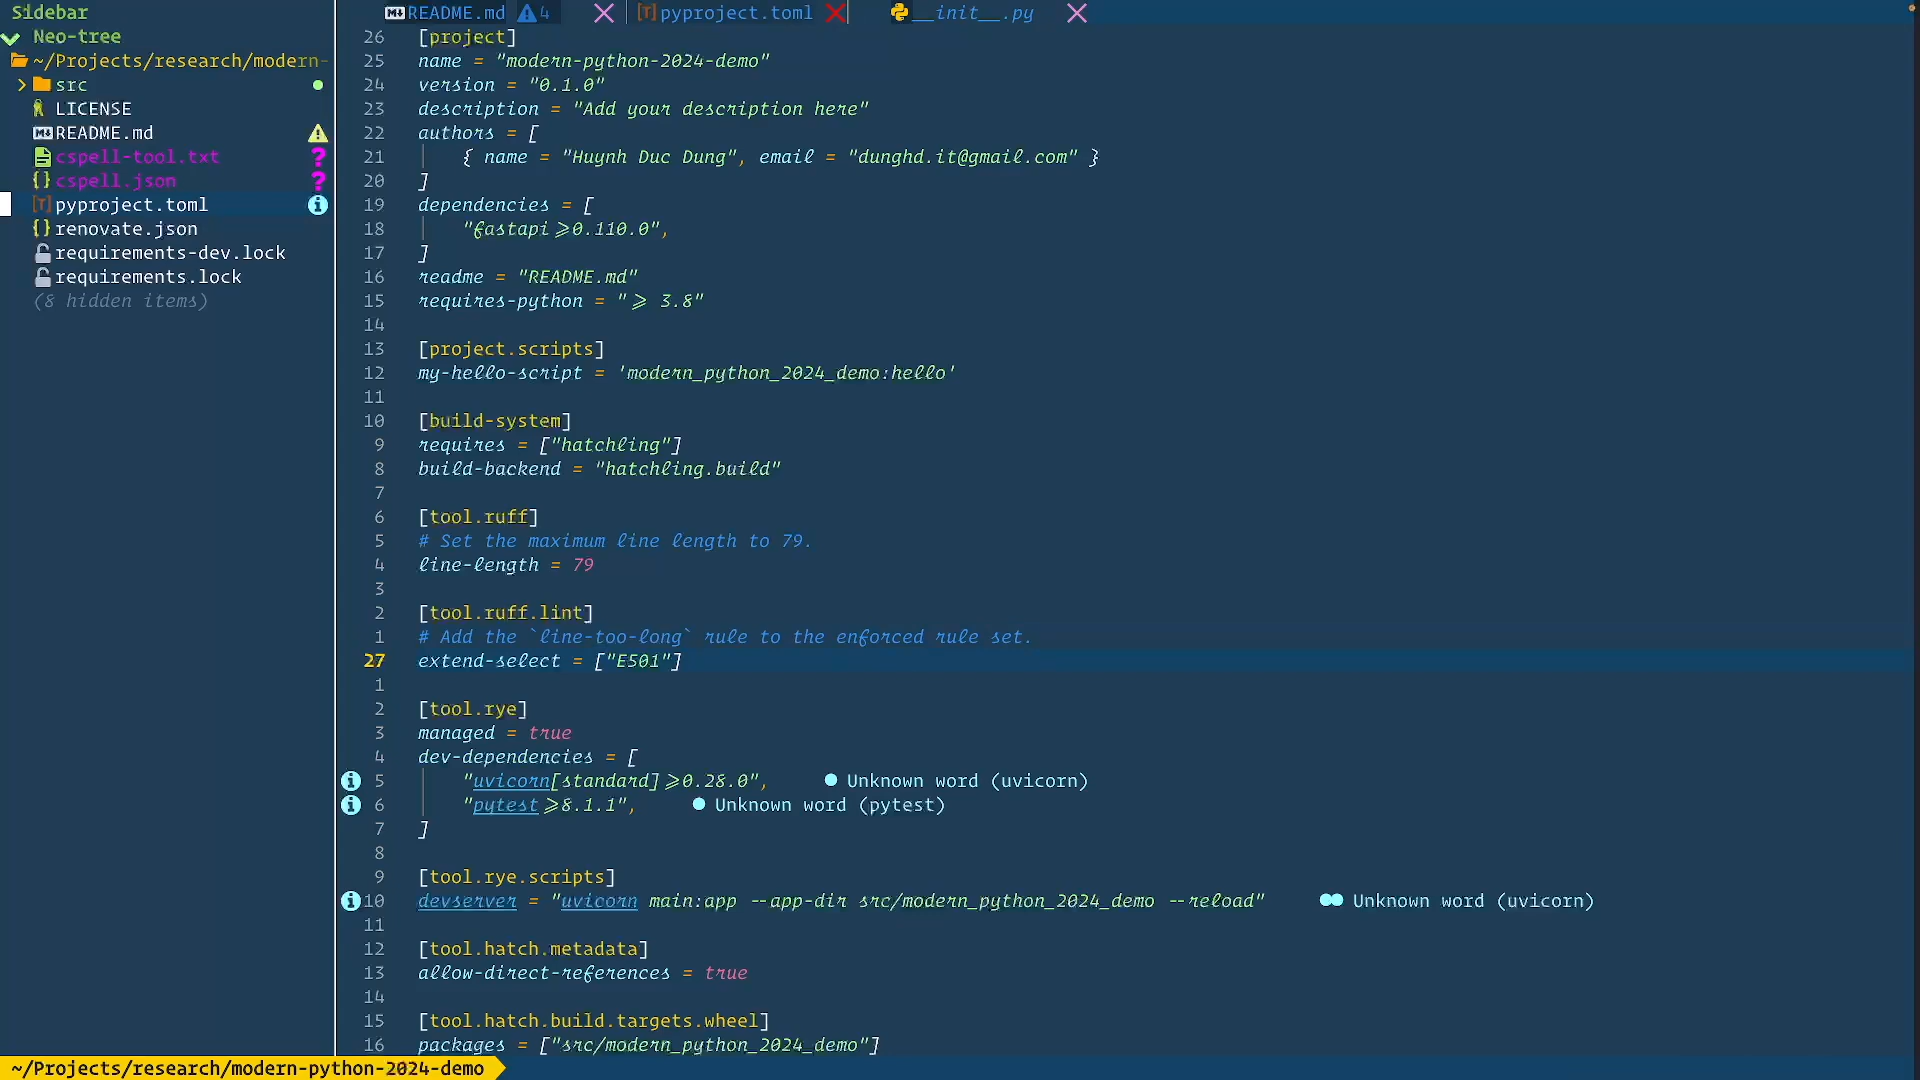 Sidebar
Neo-tree
~/Projects/research/modern-
src
LICENSE
README.md
cspell-tool.txt
cspell.json
pyproject.toml
renovate.json
requirements-dev.lock
requirements.lock
(8 hidden items)
README.md 4
pyproject.toml
__init__.py
26 [project]
25 name = "modern-python-2024-demo"
24 version = "0.1.0"
23 description = "Add your description here"
22 authors = [
21 { name = "Huynh Duc Dung", email = "dunghd.it@gmail.com" }
20 ]
19 dependencies = [
18 "fastapi>=0.110.0",
17 ]
16 readme = "README.md"
15 requires-python = ">= 3.8"
14
13 [project.scripts]
12 my-hello-script = 'modern_python_2024_demo:hello'
11
10 [build-system]
9 requires = ["hatchling"]
8 build-backend = "hatchling.build"
7
6 [tool.ruff]
5 # Set the maximum line length to 79.
4 line-length = 79
3
2 [tool.ruff.lint]
1 # Add the `line-too-long` rule to the enforced rule set.
27 extend-select = ["E501"]
1
2 [tool.rye]
3 managed = true
4 dev-dependencies = [
5 "uvicorn[standard]>=0.28.0", ● Unknown word (uvicorn)
6 "pytest>=8.1.1", ● Unknown word (pytest)
7 ]
8
9 [tool.rye.scripts]
10 devserver = "uvicorn main:app --app-dir src/modern_python_2024_demo --reload" ●● Unknown word (uvicorn)
11
12 [tool.hatch.metadata]
13 allow-direct-references = true
14
15 [tool.hatch.build.targets.wheel]
16 packages = ["src/modern_python_2024_demo"]
~/Projects/research/modern-python-2024-demo